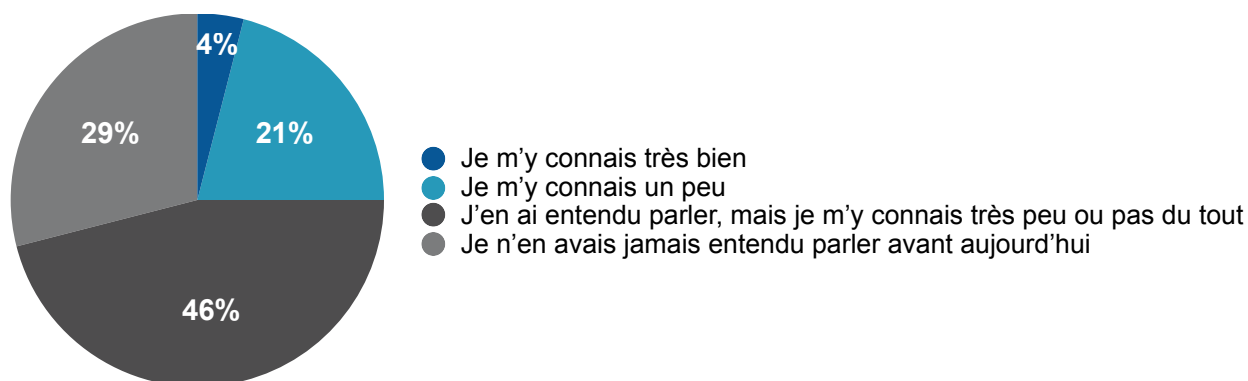 4%
21%
29%
46%
Je m’y connais très bien
Je m’y connais un peu
J’en ai entendu parler, mais je m’y connais très peu ou pas du tout
Je n’en avais jamais entendu parler avant aujourd’hui